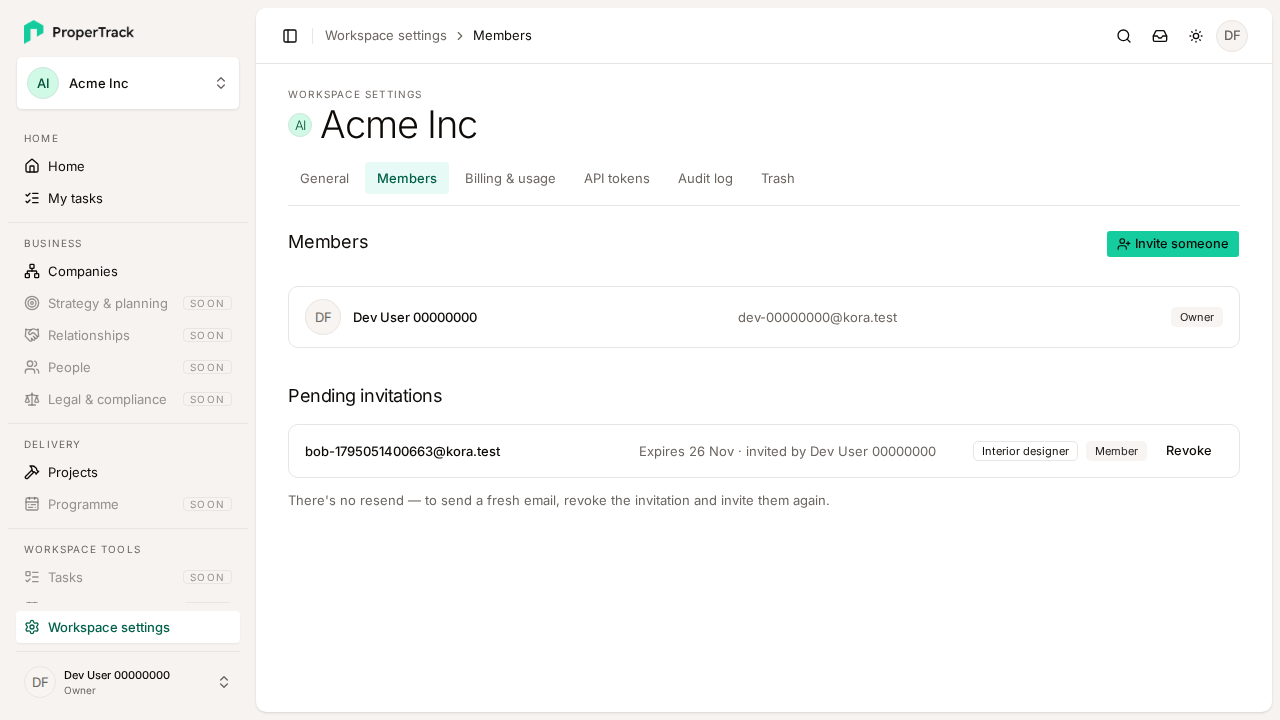 ProperTrack
AI
Acme Inc
HOME
Home
My tasks
BUSINESS
Companies
Strategy & planning SOON
Relationships SOON
People SOON
Legal & compliance SOON
DELIVERY
Projects
Programme SOON
WORKSPACE TOOLS
Tasks SOON
Workspace settings
DF
Dev User 00000000
Owner
Workspace settings > Members
DF
WORKSPACE SETTINGS
AI Acme Inc
General Members Billing & usage API tokens Audit log Trash
Members
Invite someone
DF Dev User 00000000 dev-00000000@kora.test Owner
Pending invitations
bob-1795051400663@kora.test Expires 26 Nov · invited by Dev User 00000000 Interior designer Member Revoke
There's no resend — to send a fresh email, revoke the invitation and invite them again.